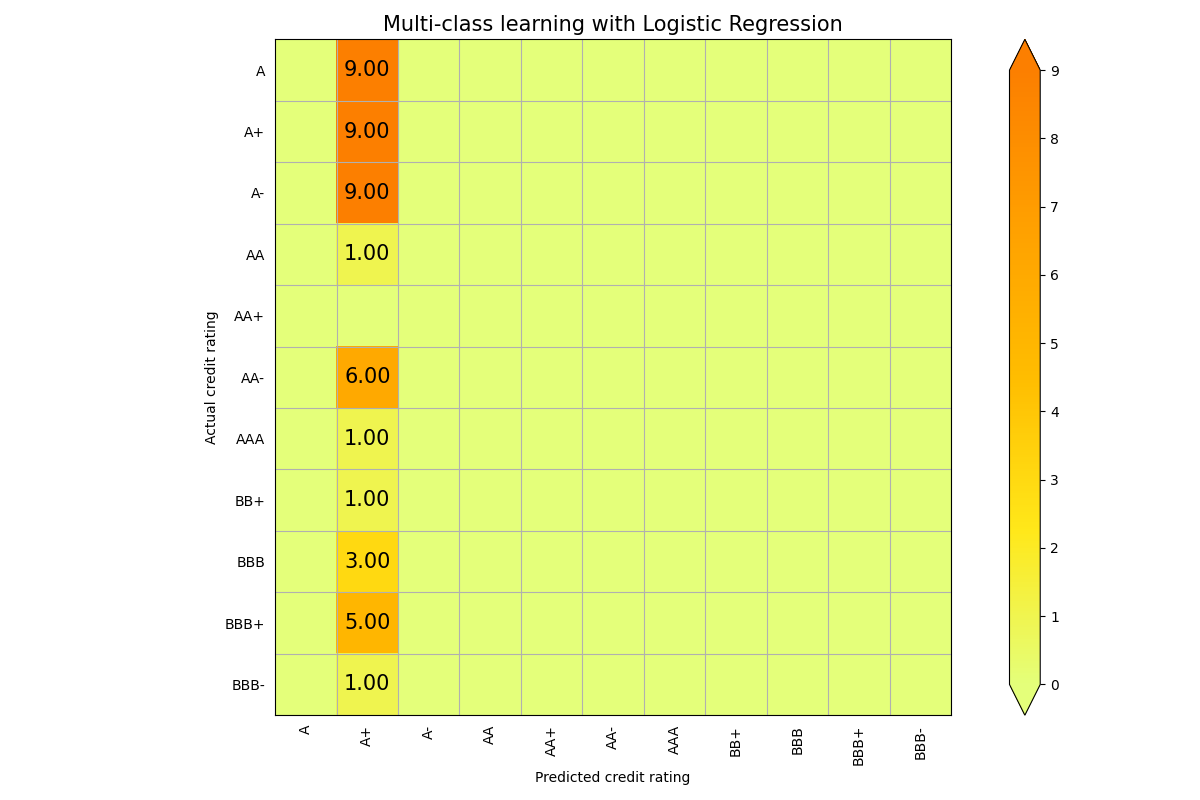 Multi-class learning with Logistic Regression
Actual credit rating
A 9.00
A+ 9.00
A- 9.00
AA 1.00
AA+
AA- 6.00
AAA 1.00
BB+ 1.00
BBB 3.00
BBB+ 5.00
BBB- 1.00
A A+ A- AA AA+ AA- AAA BB+ BBB BBB+ BBB-
Predicted credit rating
9
8
7
6
5
4
3
2
1
0